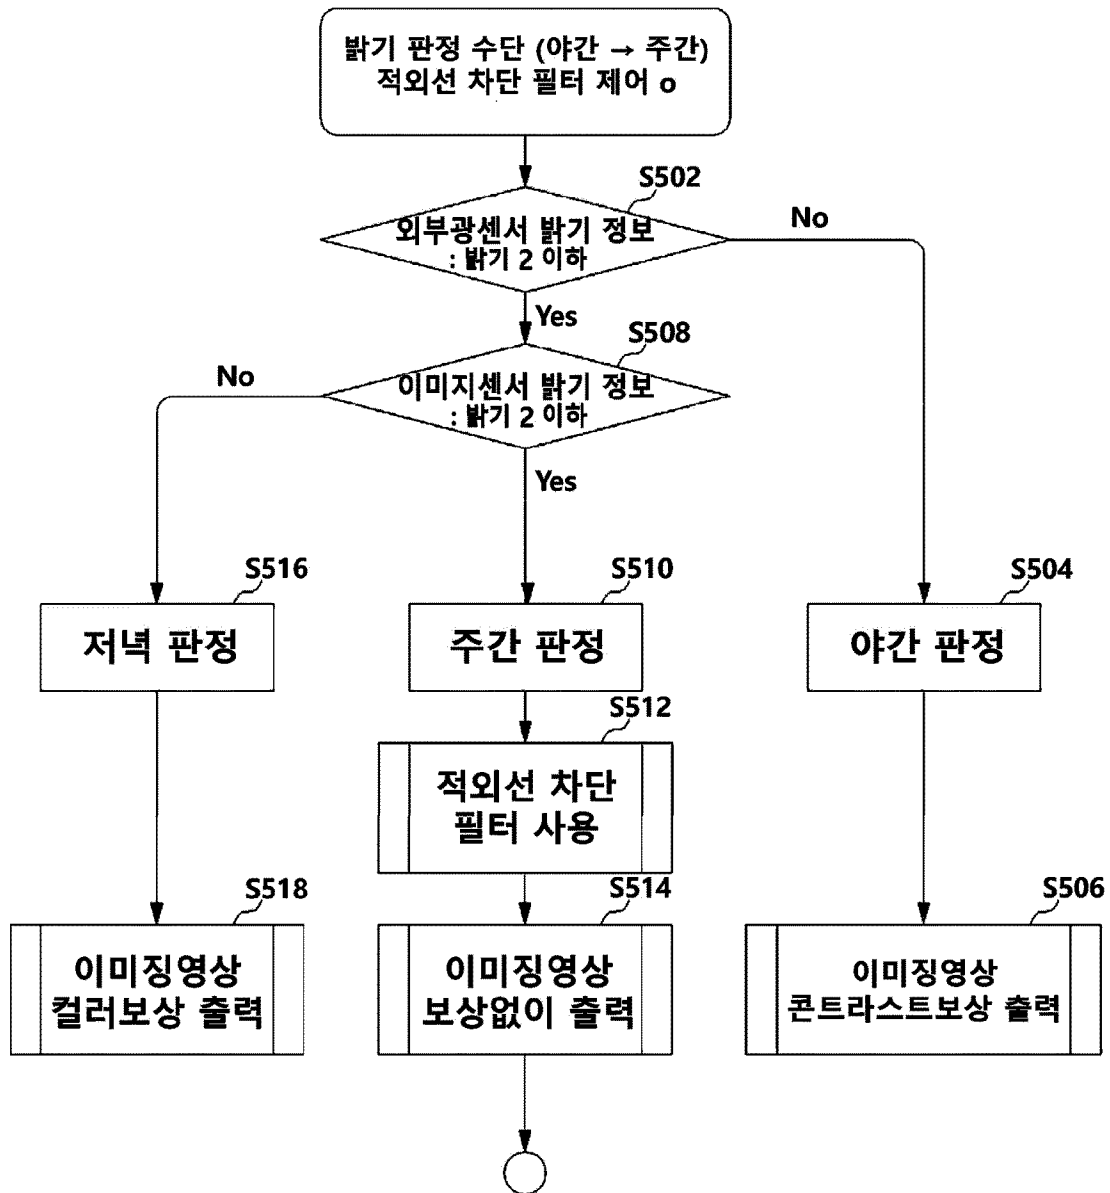 밝기 판정 수단 (야간 → 주간)
적외선 차단 필터 제어 o
S502
외부광센서 밝기 정보
: 밝기 2 이하
No
Yes
S508
이미지센서 밝기 정보
: 밝기 2 이하
No
Yes
S516
저녁 판정
S510
주간 판정
S504
야간 판정
S512
적외선 차단
필터 사용
S518
이미징영상
컬러보상 출력
S514
이미징영상
보상없이 출력
S506
이미징영상
콘트라스트보상 출력